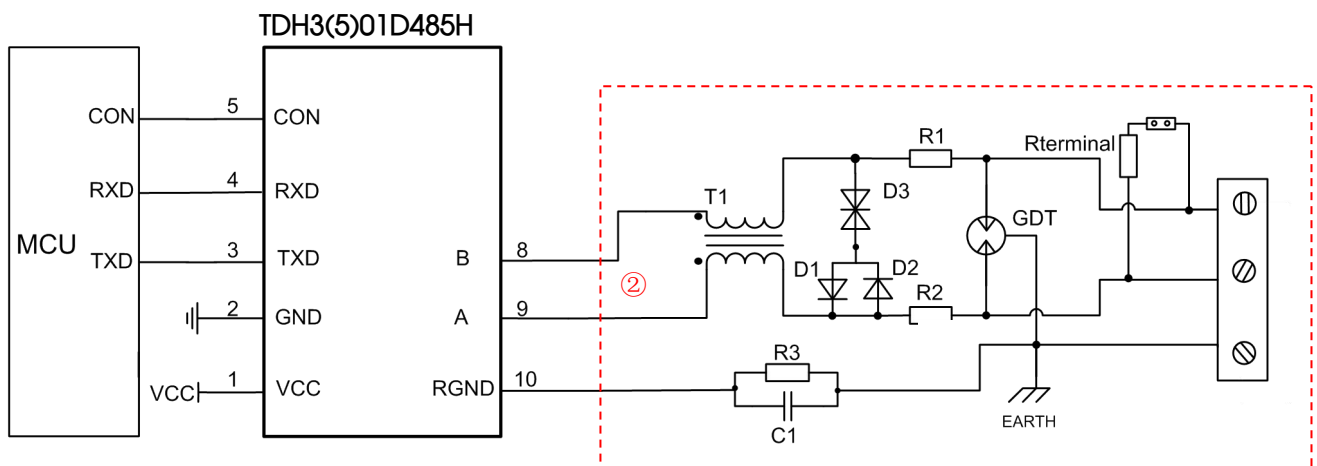 TDH3(5)01D485H
MCU
CON
5
CON
RXD
4
RXD
TXD
3
TXD
2
GND
VCC
1
VCC
B
8
A
9
RGND
10
②
T1
D3
D1
D2
R1
R2
GDT
Rterminal
R3
C1
EARTH